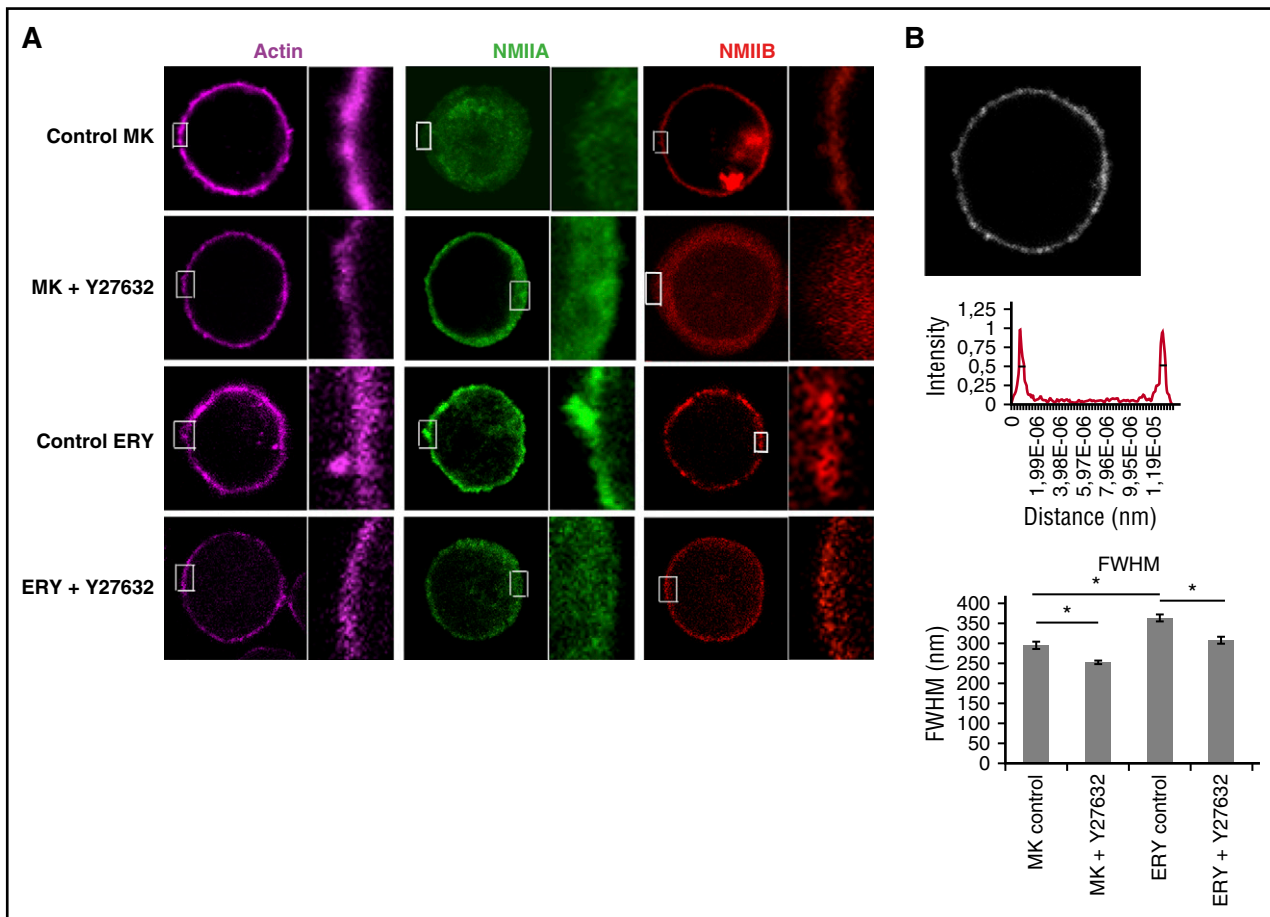 A
Actin NMIIA NMIIB
Control MK
MK + Y27632
Control ERY
ERY + Y27632
B
1,25
1
0,75
0,5
0,25
0
Intensity
0
1,99E-06
3,98E-06
5,97E-06
7,96E-06
9,95E-06
1,19E-05
Distance (nm)
FWHM
* * *
400
350
300
250
200
150
100
50
0
FWHM (nm)
MK control
MK + Y27632
ERY control
ERY + Y27632